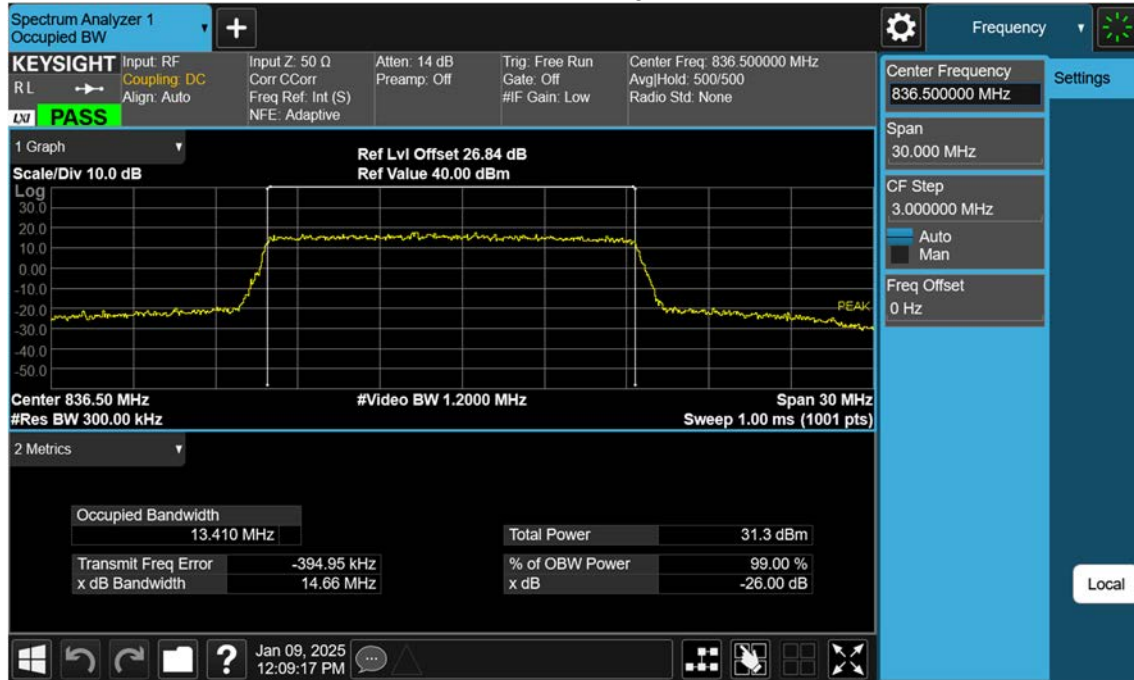 Spectrum Analyzer 1
Occupied BW
+
Frequency
KEYSIGHT
RL
LXI
PASS
Input: RF
Coupling: DC
Align: Auto
Input Z: 50 Ω
Corr CCorr
Freq Ref: Int (S)
NFE: Adaptive
Atten: 14 dB
Preamp: Off
Trig: Free Run
Gate: Off
#IF Gain: Low
Center Freq: 836.500000 MHz
Avg|Hold: 500/500
Radio Std: None
Center Frequency
836.500000 MHz
Settings
Span
30.000 MHz
CF Step
3.000000 MHz
Auto
Man
Freq Offset
0 Hz
1 Graph
Scale/Div 10.0 dB
Ref Lvl Offset 26.84 dB
Ref Value 40.00 dBm
Log
30.0
20.0
10.0
0.00
-10.0
-20.0
-30.0
-40.0
-50.0
PEAK
Center 836.50 MHz
#Video BW 1.2000 MHz
Span 30 MHz
#Res BW 300.00 kHz
Sweep 1.00 ms (1001 pts)
2 Metrics
Occupied Bandwidth
13.410 MHz
Total Power 31.3 dBm
Transmit Freq Error -394.95 kHz
% of OBW Power 99.00 %
x dB Bandwidth 14.66 MHz
x dB -26.00 dB
Local
?
Jan 09, 2025
12:09:17 PM